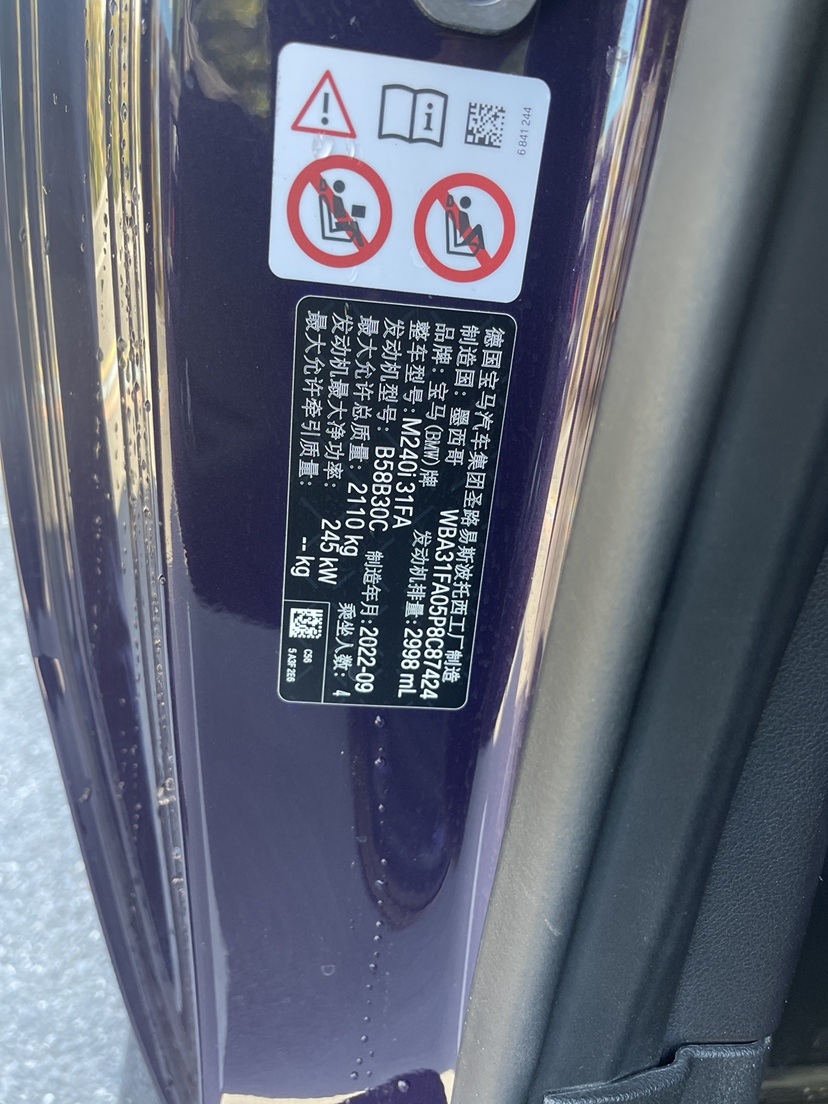 6 841 244
德国宝马汽车集团圣路易斯波托西工厂制造
制造国：墨西哥 WBA31FA05P8C87424
品牌：宝马(BMW)牌 发动机排量：2998 mL
整车型号：M240i 31FA
发动机型号：B58B30C 制造年月：2022-09
最大允许总质量：2110 kg 乘坐人数：4
发动机最大净功率：245 kW
最大允许牵引质量：-- kg
C56
5 A3F 2E6